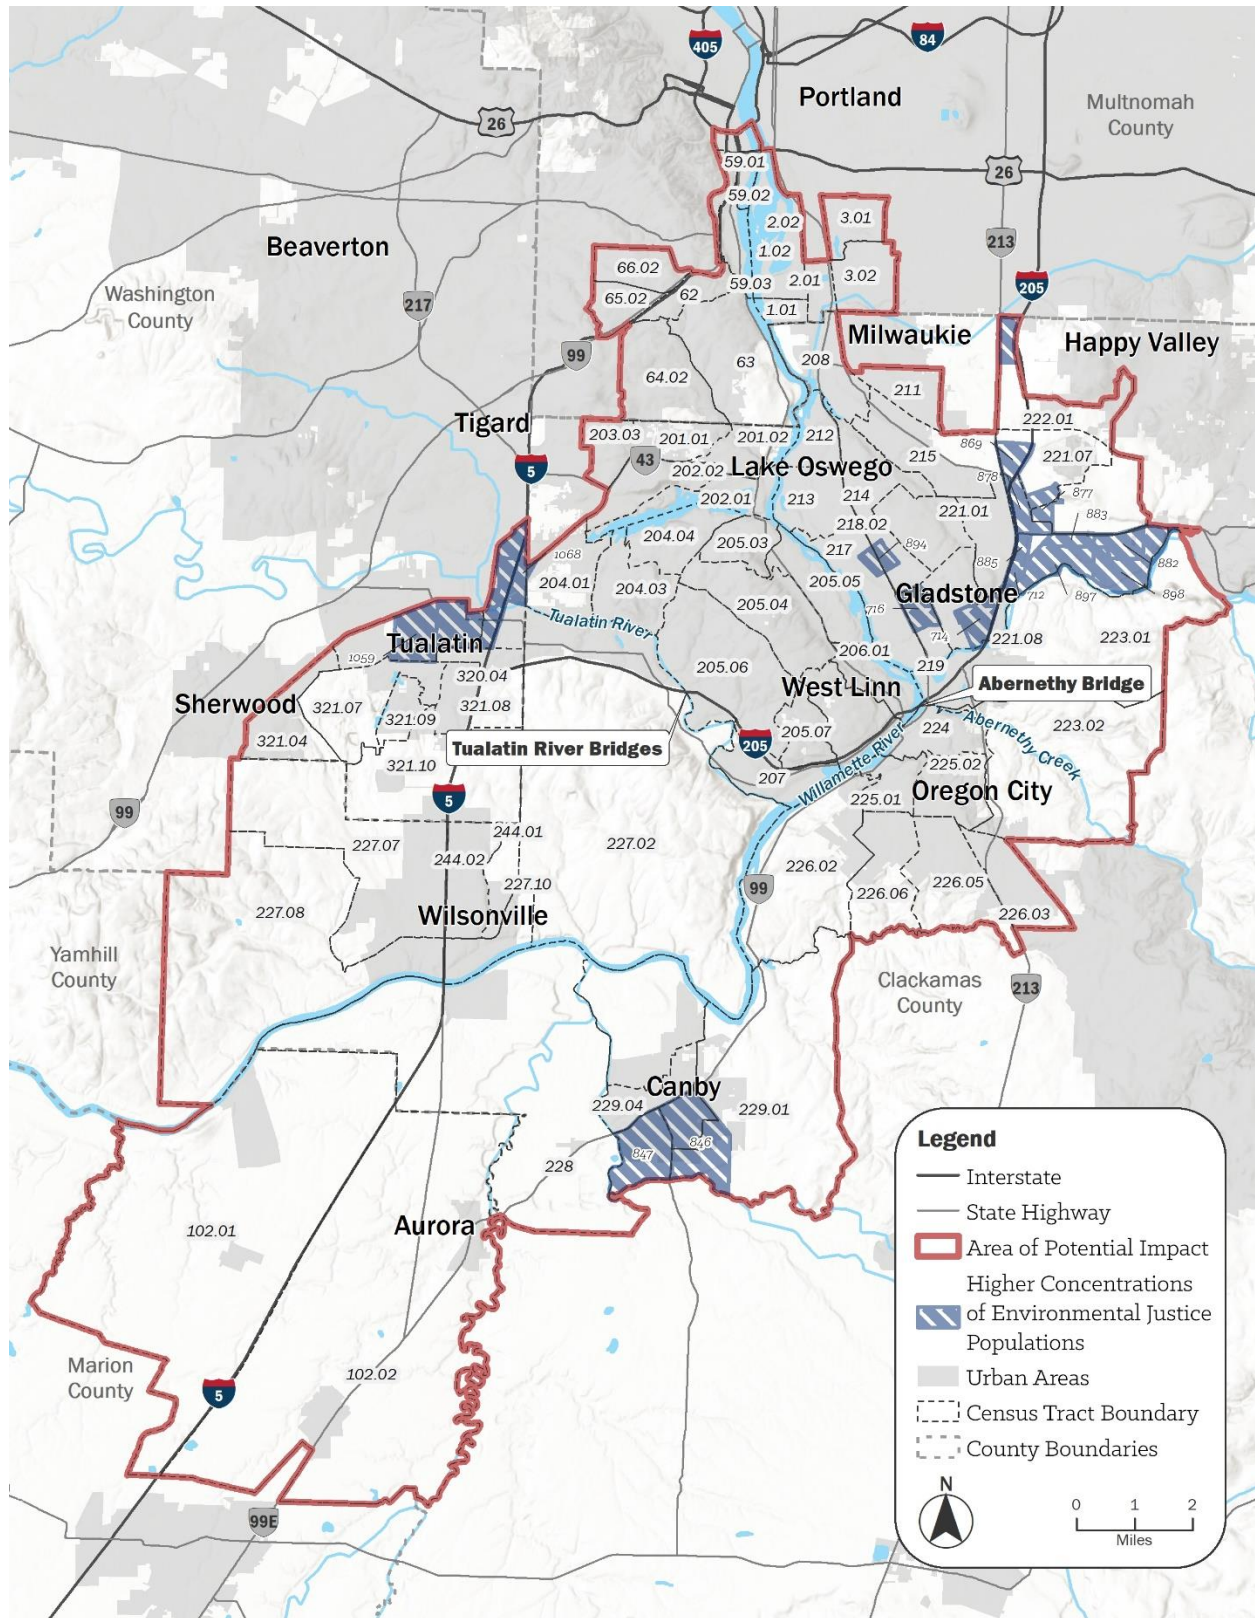 405
84
Portland
Multnomah
County
26
26
59.01
59.02
2.02
3.01
213
Beaverton
1.02
66.02
3.02
205
59.03
2.01
Washington
County
217
65.02
62
1.01
Milwaukie
Happy Valley
99
63
208
64.02
211
Tigard
222.01
203.03
201.01
201.02
212
869
43
215
221.07
5
202.02
Lake Oswego
878
877
202.01
213
214
221.01
883
218.02
204.04
205.03
217
894
1068
885
882
204.01
204.03
205.05
Gladstone
712
897
898
205.04
716
Tualatin River
714
221.08
223.01
Tualatin
206.01
1059
205.06
219
320.04
West Linn
Abernethy Bridge
Sherwood
321.07
321.08
321.09
205.07
224
Abernethy Creek
223.02
321.04
Tualatin River Bridges
205
321.10
207
Willamette River
225.02
225.01
Oregon City
5
99
244.01
227.07
244.02
227.02
226.02
227.10
99
226.05
226.06
227.08
Wilsonville
226.03
Yamhill
County
Clackamas
County
213
Canby
229.04
229.01
846
847
228
102.01
Aurora
Marion
County
102.02
5
99E
Legend
Interstate
State Highway
Area of Potential Impact
Higher Concentrations
of Environmental Justice
Populations
Urban Areas
Census Tract Boundary
County Boundaries
N
0 1 2
Miles